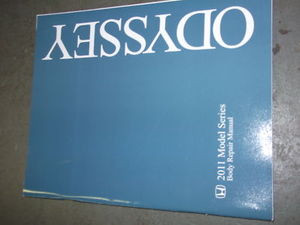 ODYSSEY
2011 Model Series
Body Repair Manual